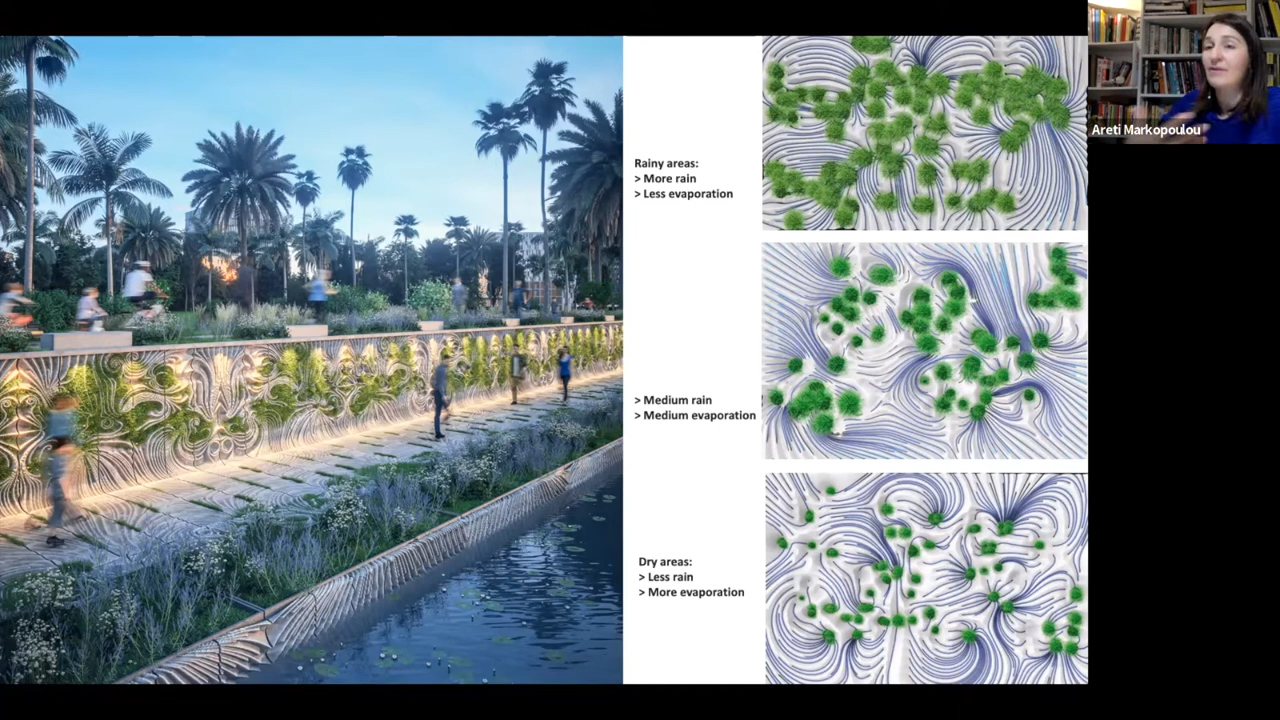 Rainy areas:
> More rain
> Less evaporation
> Medium rain
> Medium evaporation
Dry areas:
> Less rain
> More evaporation
Areti Markopoulou